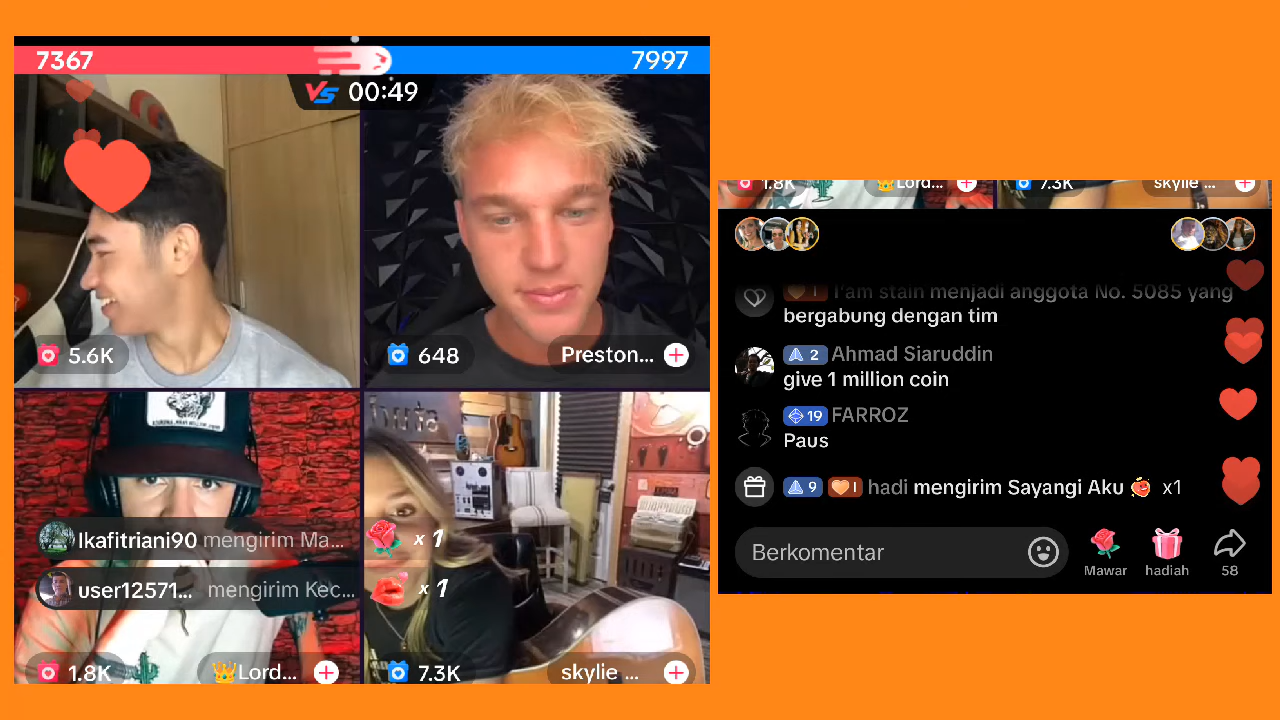 7367
7997
VS 00:49
5.6K
648
Preston...
Ikafitriani90 mengirim Ma...
x 1
user12571... mengirim Kec...
x 1
1.8K
Lord...
7.3K
skylie ...
1.8K
Lord...
7.3K
skylie ...
1 I'am stain menjadi anggota No. 5085 yang
bergabung dengan tim
2 Ahmad Siaruddin
give 1 million coin
19 FARROZ
Paus
9 I hadi mengirim Sayangi Aku x1
Berkomentar
Mawar
hadiah
58